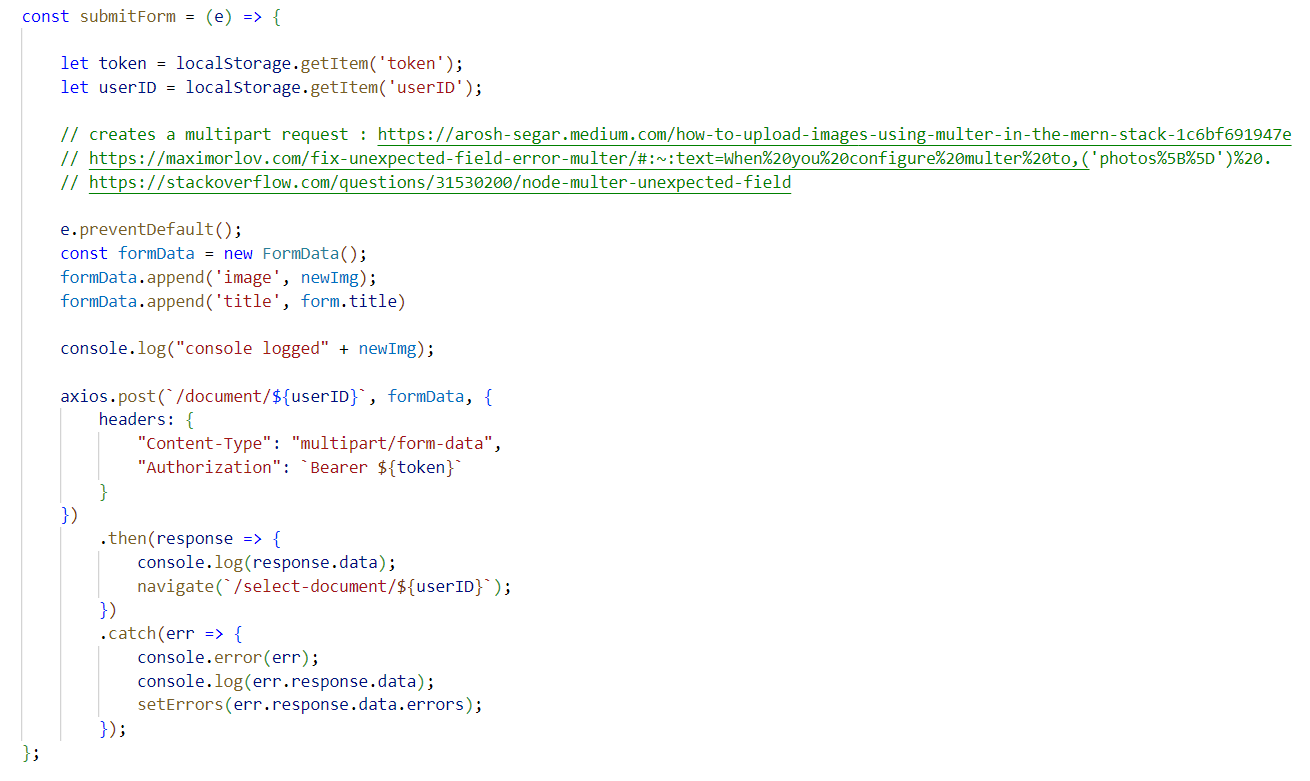 const submitForm = (e) => {
let token = localStorage.getItem('token');
let userID = localStorage.getItem('userID');
// creates a multipart request : https://arosh-segar.medium.com/how-to-upload-images-using-multer-in-the-mern-stack-1c6bf691947e
// https://maximorlov.com/fix-unexpected-field-error-multer/#:~:text=When%20you%20configure%20multer%20to,('photos%5B%5D')%20.
// https://stackoverflow.com/questions/31530200/node-multer-unexpected-field
e.preventDefault();
const formData = new FormData();
formData.append('image', newImg);
formData.append('title', form.title)
console.log("console logged" + newImg);
axios.post(`/document/${userID}`, formData, {
headers: {
"Content-Type": "multipart/form-data",
"Authorization": `Bearer ${token}`
}
})
.then(response => {
console.log(response.data);
navigate(`/select-document/${userID}`);
})
.catch(err => {
console.error(err);
console.log(err.response.data);
setErrors(err.response.data.errors);
});
};